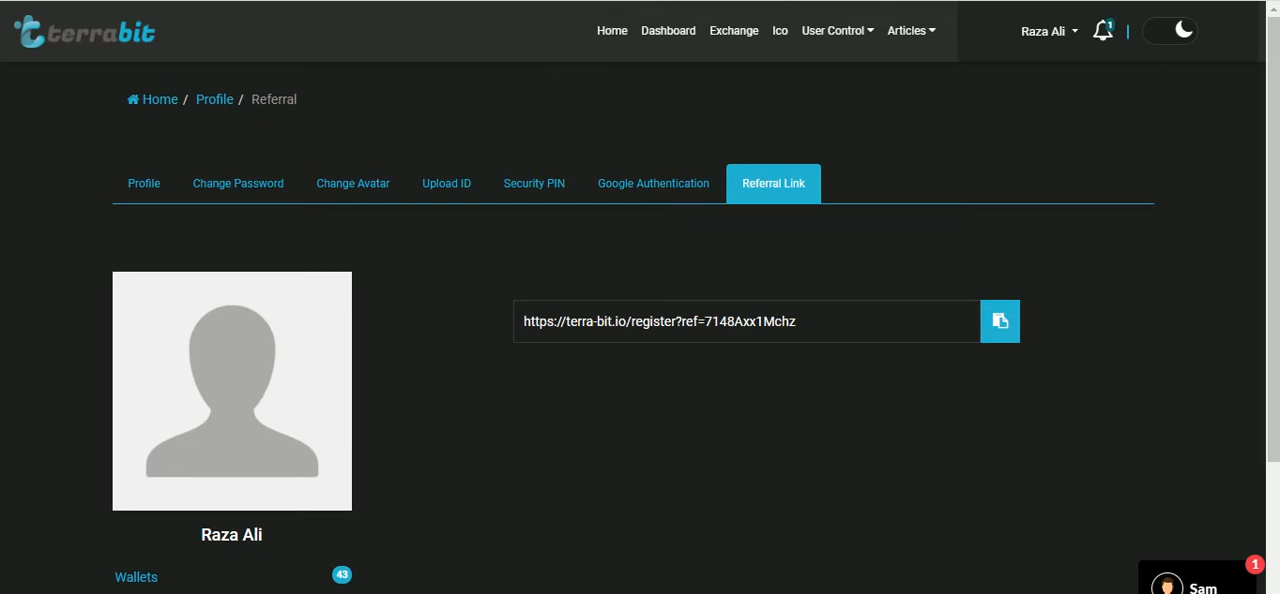 terrabit
Home Dashboard Exchange Ico User Control Articles Raza Ali 1
Home / Profile / Referral
Profile Change Password Change Avatar Upload ID Security PIN Google Authentication Referral Link
https://terra-bit.io/register?ref=7148Axx1Mchz
Raza Ali
Wallets 43
1
Sam